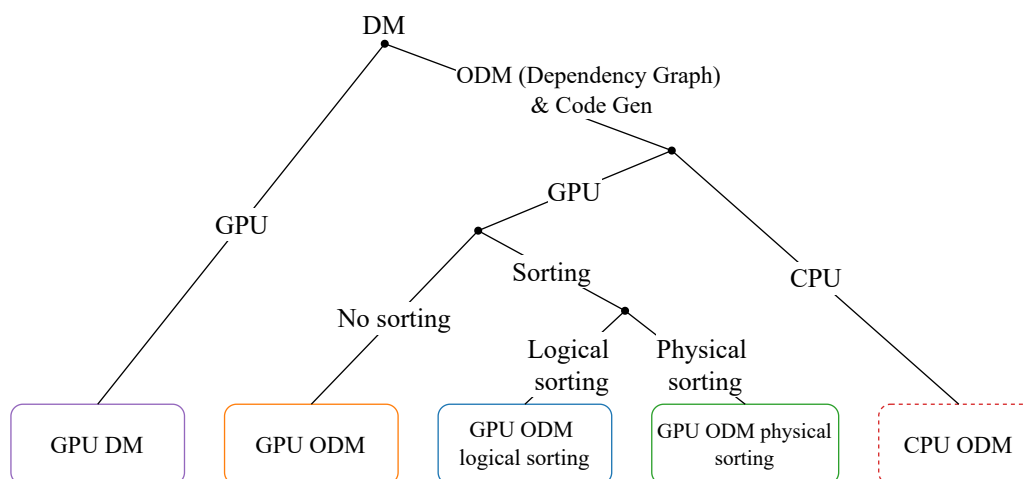 DM
ODM (Dependency Graph)
& Code Gen
GPU
GPU
Sorting
CPU
No sorting
Logical
sorting
Physical
sorting
GPU DM
GPU ODM
GPU ODM
logical sorting
GPU ODM physical
sorting
CPU ODM